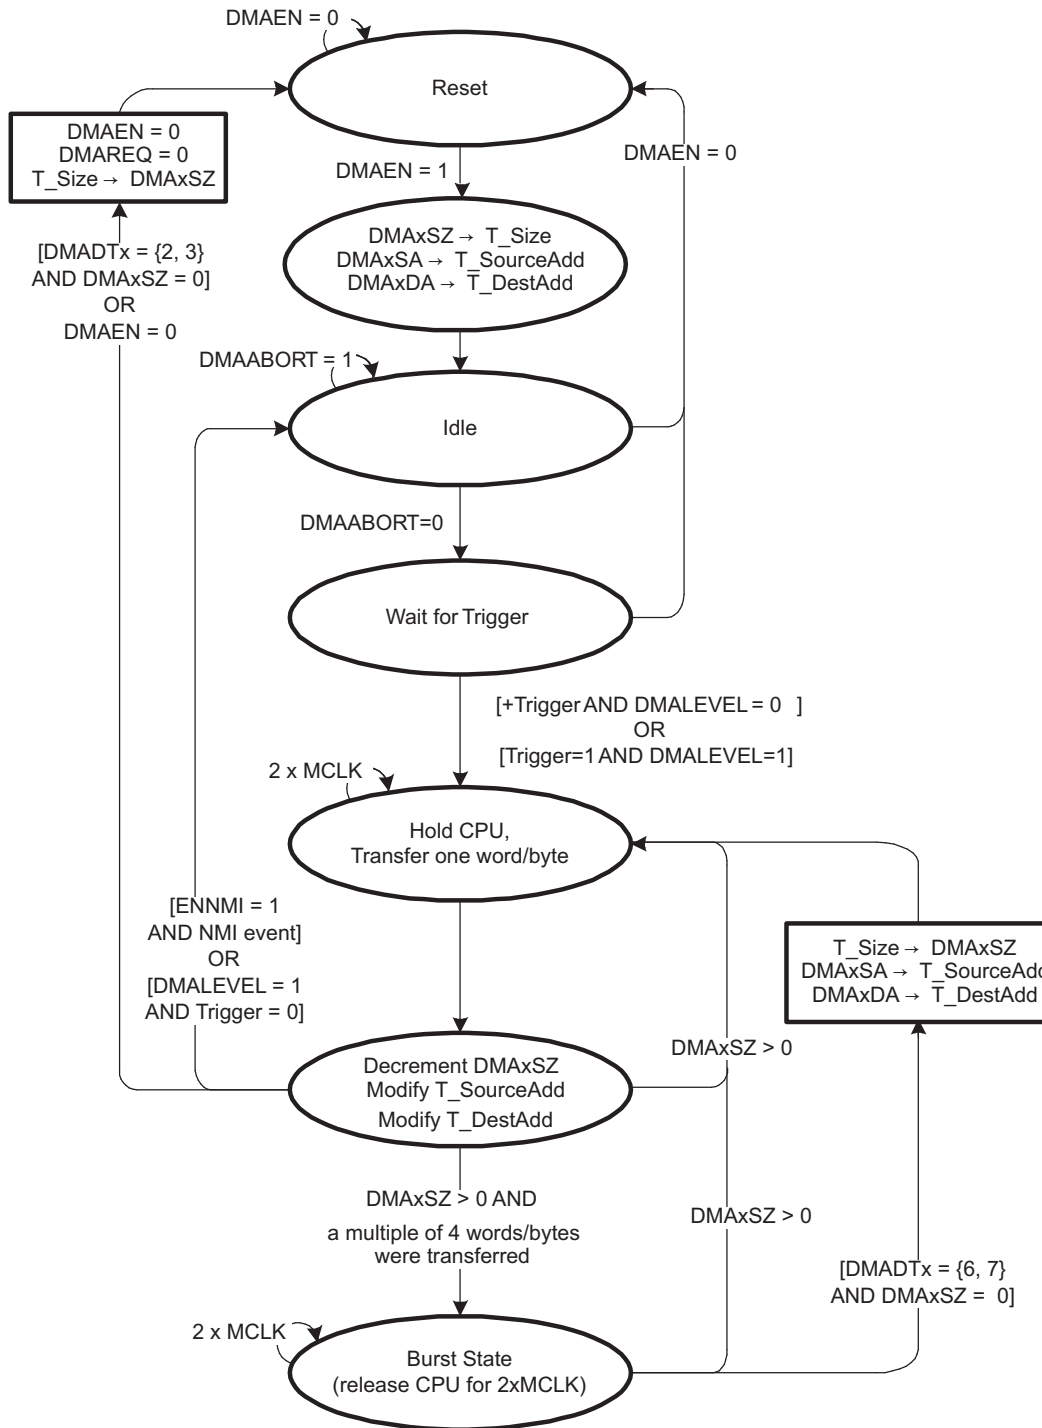 DMAEN = 0
Reset
DMAEN = 0
DMAREQ = 0
T_Size → DMAxSZ
DMAEN = 0
DMAEN = 1
[DMADTx = {2, 3}
AND DMAxSZ = 0]
OR
DMAEN = 0
DMAxSZ → T_Size
DMAxSA → T_SourceAdd
DMAxDA → T_DestAdd
DMAABORT = 1
Idle
DMAABORT=0
Wait for Trigger
[+Trigger AND DMALEVEL = 0 ]
OR
[Trigger=1 AND DMALEVEL=1]
2 x MCLK
Hold CPU,
Transfer one word/byte
[ENNMI = 1
AND NMI event]
OR
[DMALEVEL = 1
AND Trigger = 0]
T_Size → DMAxSZ
DMAxSA → T_SourceAdd
DMAxDA → T_DestAdd
DMAxSZ > 0
Decrement DMAxSZ
Modify T_SourceAdd
Modify T_DestAdd
DMAxSZ > 0 AND
a multiple of 4 words/bytes
were transferred
DMAxSZ > 0
[DMADTx = {6, 7}
AND DMAxSZ = 0]
2 x MCLK
Burst State
(release CPU for 2xMCLK)